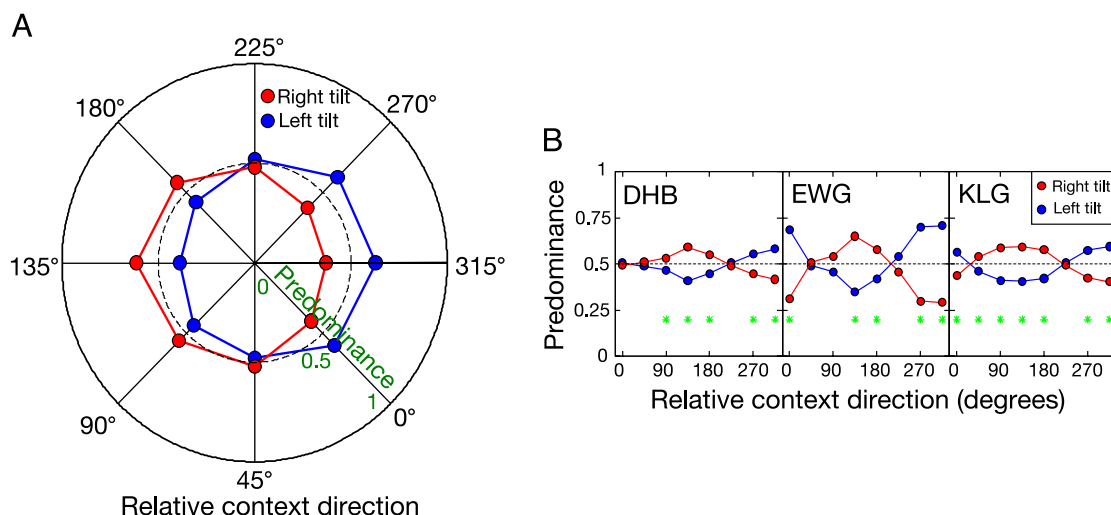 A
225°
180°
270°
Right tilt
Left tilt
135°
315°
0
Predominance
0.5
1
90°
0°
45°
Relative context direction
B
Predominance
1
0.75
0.5
0.25
0
DHB
EWG
KLG
Right tilt
Left tilt
0 90 180 270 0 90 180 270 0 90 180 270
Relative context direction (degrees)